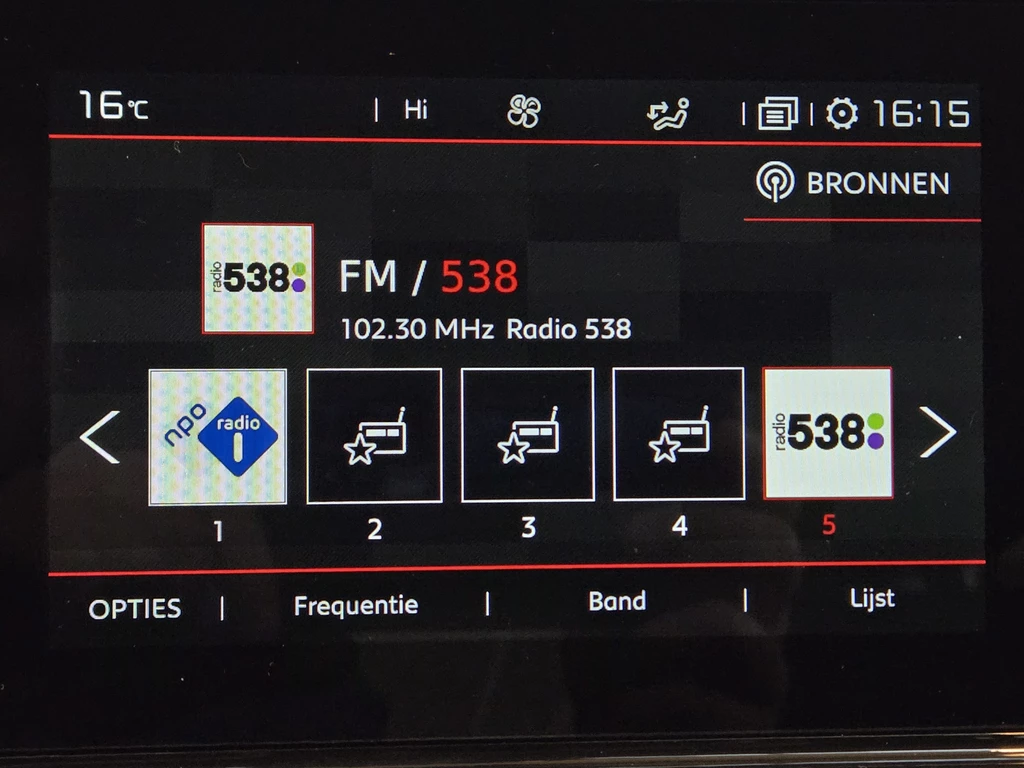 16°C | Hi | | 16:15
BRONNEN
radio 538
FM / 538
102.30 MHz Radio 538
npo radio 1
radio 538
1 2 3 4 5
OPTIES | Frequentie | Band | Lijst